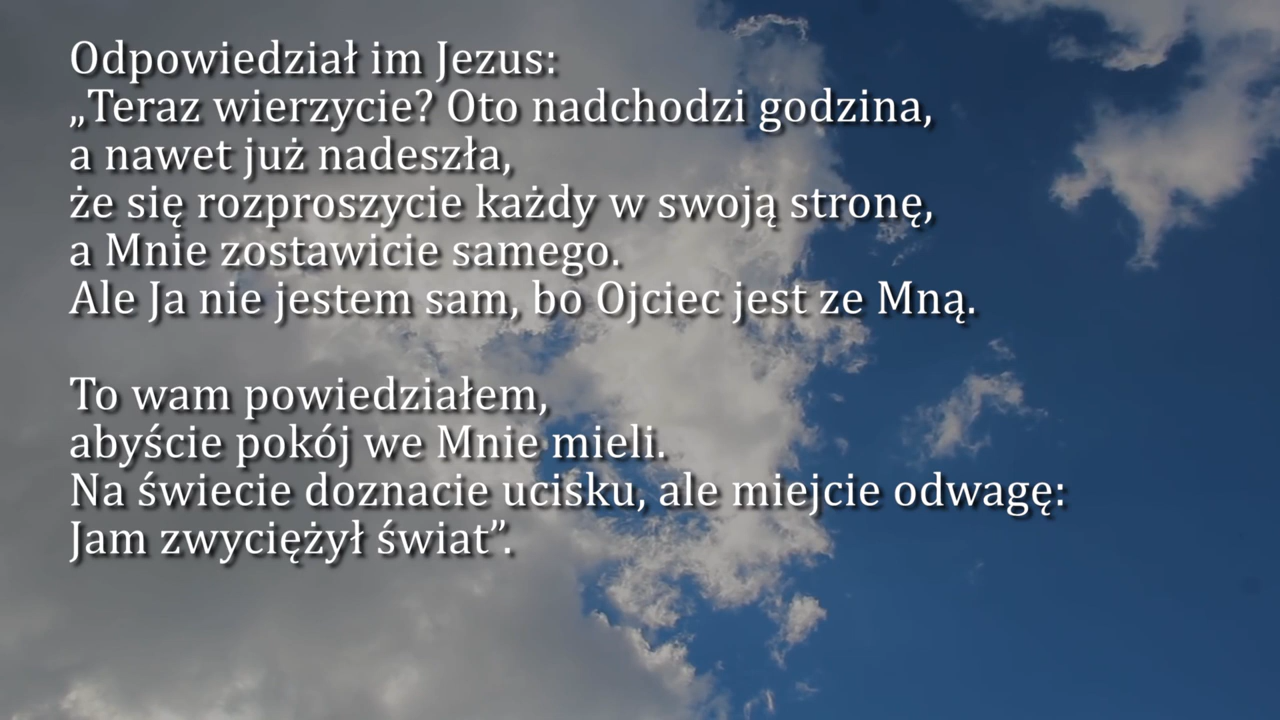 Odpowiedział im Jezus:
„Teraz wierzycie? Oto nadchodzi godzina,
a nawet już nadeszła,
że się rozproszycie każdy w swoją stronę,
a Mnie zostawicie samego.
Ale Ja nie jestem sam, bo Ojciec jest ze Mną.
To wam powiedziałem,
abyście pokój we Mnie mieli.
Na świecie doznacie ucisku, ale miejcie odwagę:
Jam zwyciężył świat”.